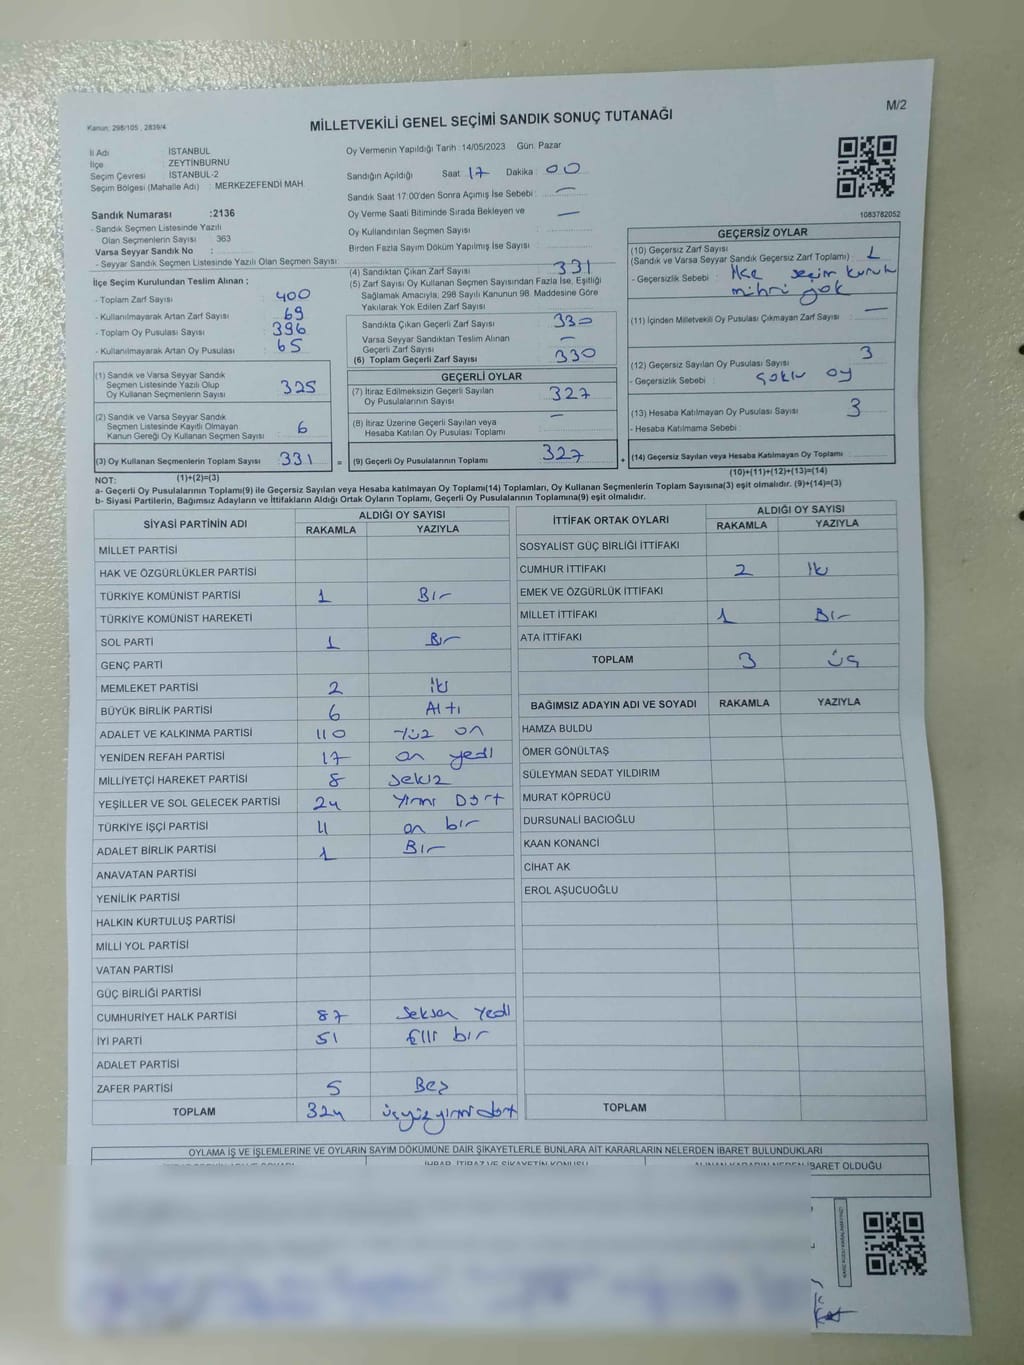 Kanun: 298/105 , 2839/4
MİLLETVEKİLİ GENEL SEÇİMİ SANDIK SONUÇ TUTANAĞI
M/2
İl Adı : İSTANBUL
İlçe : ZEYTİNBURNU
Seçim Çevresi : İSTANBUL-2
Seçim Bölgesi (Mahalle Adı) : MERKEZEFENDİ MAH.
Sandık Numarası :2136
- Sandık Seçmen Listesinde Yazılı
Olan Seçmenlerin Sayısı 363
Varsa Seyyar Sandık No :
- Seyyar Sandık Seçmen Listesinde Yazılı Olan Seçmen Sayısı
Oy Vermenin Yapıldığı Tarih : 14/05/2023 Gün: Pazar
Sandığın Açıldığı Saat 17 Dakika : 00
Sandık Saat 17:00'den Sonra Açımış İse Sebebi : —
Oy Verme Saati Bitiminde Sırada Bekleyen ve —
Oy Kullandırılan Seçmen Sayısı
Birden Fazla Sayım Döküm Yapılmış İse Sayısı
1083782052
İlçe Seçim Kurulundan Teslim Alınan ;
- Toplam Zarf Sayısı : 400
- Kullanılmayarak Artan Zarf Sayısı : 69
- Toplam Oy Pusulası Sayısı : 396
- Kullanılmayarak Artan Oy Pusulası : 65
(1) Sandık ve Varsa Seyyar Sandık
Seçmen Listesinde Yazılı Olup
Oy Kullanan Seçmenlerin Sayısı 325
(2) Sandık ve Varsa Seyyar Sandık
Seçmen Listesinde Kayıtlı Olmayan
Kanun Gereği Oy Kullanan Seçmen Sayısı 6
(3) Oy Kullanan Seçmenlerin Toplam Sayısı 331
(4) Sandıktan Çıkan Zarf Sayısı 331
(5) Zarf Sayısı Oy Kullanan Seçmen Sayısından Fazla İse, Eşitliği
Sağlamak Amacıyla; 298 Sayılı Kanunun 98. Maddesine Göre
Yakılarak Yok Edilen Zarf Sayısı
Sandıkta Çıkan Geçerli Zarf Sayısı 330
Varsa Seyyar Sandıktan Teslim Alınan
Geçerli Zarf Sayısı —
(6) Toplam Geçerli Zarf Sayısı 330
GEÇERLİ OYLAR
(7) İtiraz Edilmeksizin Geçerli Sayılan
Oy Pusulalarının Sayısı 327
(8) İtiraz Üzerine Geçerli Sayılan veya —
Hesaba Katılan Oy Pusulası Toplamı
= (9) Geçerli Oy Pusulalarının Toplamı 327
GEÇERSİZ OYLAR
(10) Geçersiz Zarf Sayısı
(Sandık ve Varsa Seyyar Sandık Geçersiz Zarf Toplamı) 1
- Geçersizlik Sebebi : İlçe seçim kurulu
mührü yok
(11) İçinden Milletvekili Oy Pusulası Çıkmayan Zarf Sayısı —
(12) Geçersiz Sayılan Oy Pusulası Sayısı 3
- Geçersizlik Sebebi : Çoklu oy
(13) Hesaba Katılmayan Oy Pusulası Sayısı 3
- Hesaba Katılmama Sebebi :
+ (14) Geçersiz Sayılan veya Hesaba Katılmayan Oy Toplamı
NOT: (1)+(2)=(3)
(10)+(11)+(12)+(13)=(14)
a- Geçerli Oy Pusulalarının Toplamı(9) ile Geçersiz Sayılan veya Hesaba katılmayan Oy Toplamı(14) Toplamları, Oy Kullanan Seçmenlerin Toplam Sayısına(3) eşit olmalıdır. (9)+(14)=(3)
b- Siyasi Partilerin, Bağımsız Adayların ve İttifakların Aldığı Ortak Oyların Toplamı, Geçerli Oy Pusulalarının Toplamına(9) eşit olmalıdır.
SİYASİ PARTİNİN ADI ALDIĞI OY SAYISI
RAKAMLA YAZIYLA
MİLLET PARTİSİ
HAK VE ÖZGÜRLÜKLER PARTİSİ
TÜRKİYE KOMÜNİST PARTİSİ 1 Bir
TÜRKİYE KOMÜNİST HAREKETİ
SOL PARTİ 1 Bir
GENÇ PARTİ
MEMLEKET PARTİSİ 2 iki
BÜYÜK BİRLİK PARTİSİ 6 Altı
ADALET VE KALKINMA PARTİSİ 110 Yüz on
YENİDEN REFAH PARTİSİ 17 on yedi
MİLLİYETÇİ HAREKET PARTİSİ 8 sekiz
YEŞİLLER VE SOL GELECEK PARTİSİ 24 Yirmi Dört
TÜRKİYE İŞÇİ PARTİSİ 11 on bir
ADALET BİRLİK PARTİSİ 1 Bir
ANAVATAN PARTİSİ
YENİLİK PARTİSİ
HALKIN KURTULUŞ PARTİSİ
MİLLİ YOL PARTİSİ
VATAN PARTİSİ
GÜÇ BİRLİĞİ PARTİSİ
CUMHURİYET HALK PARTİSİ 87 Seksen Yedi
İYİ PARTİ 51 Elli bir
ADALET PARTİSİ
ZAFER PARTİSİ 5 Beş
TOPLAM 324 üçyüzyirmi dört
İTTİFAK ORTAK OYLARI ALDIĞI OY SAYISI
RAKAMLA YAZIYLA
SOSYALİST GÜÇ BİRLİĞİ İTTİFAKI
CUMHUR İTTİFAKI 2 iki
EMEK VE ÖZGÜRLÜK İTTİFAKI
MİLLET İTTİFAKI 1 Bir
ATA İTTİFAKI
TOPLAM 3 üç
BAĞIMSIZ ADAYIN ADI VE SOYADI RAKAMLA YAZIYLA
HAMZA BULDU
ÖMER GÖNÜLTAŞ
SÜLEYMAN SEDAT YILDIRIM
MURAT KÖPRÜCÜ
DURSUNALİ BACIOĞLU
KAAN KONANCİ
CİHAT AK
EROL AŞUCUOĞLU
TOPLAM
OYLAMA İŞ VE İŞLEMLERİNE VE OYLARIN SAYIM DÖKÜMÜNE DAİR ŞİKAYETLERLE BUNLARA AİT KARARLARIN NELERDEN İBARET BULUNDUKLARI
İHBAR, İTİRAZ VE ŞİKAYETİN KONUSU ALINAN KARARIN NEDEN İBARET OLDUĞU